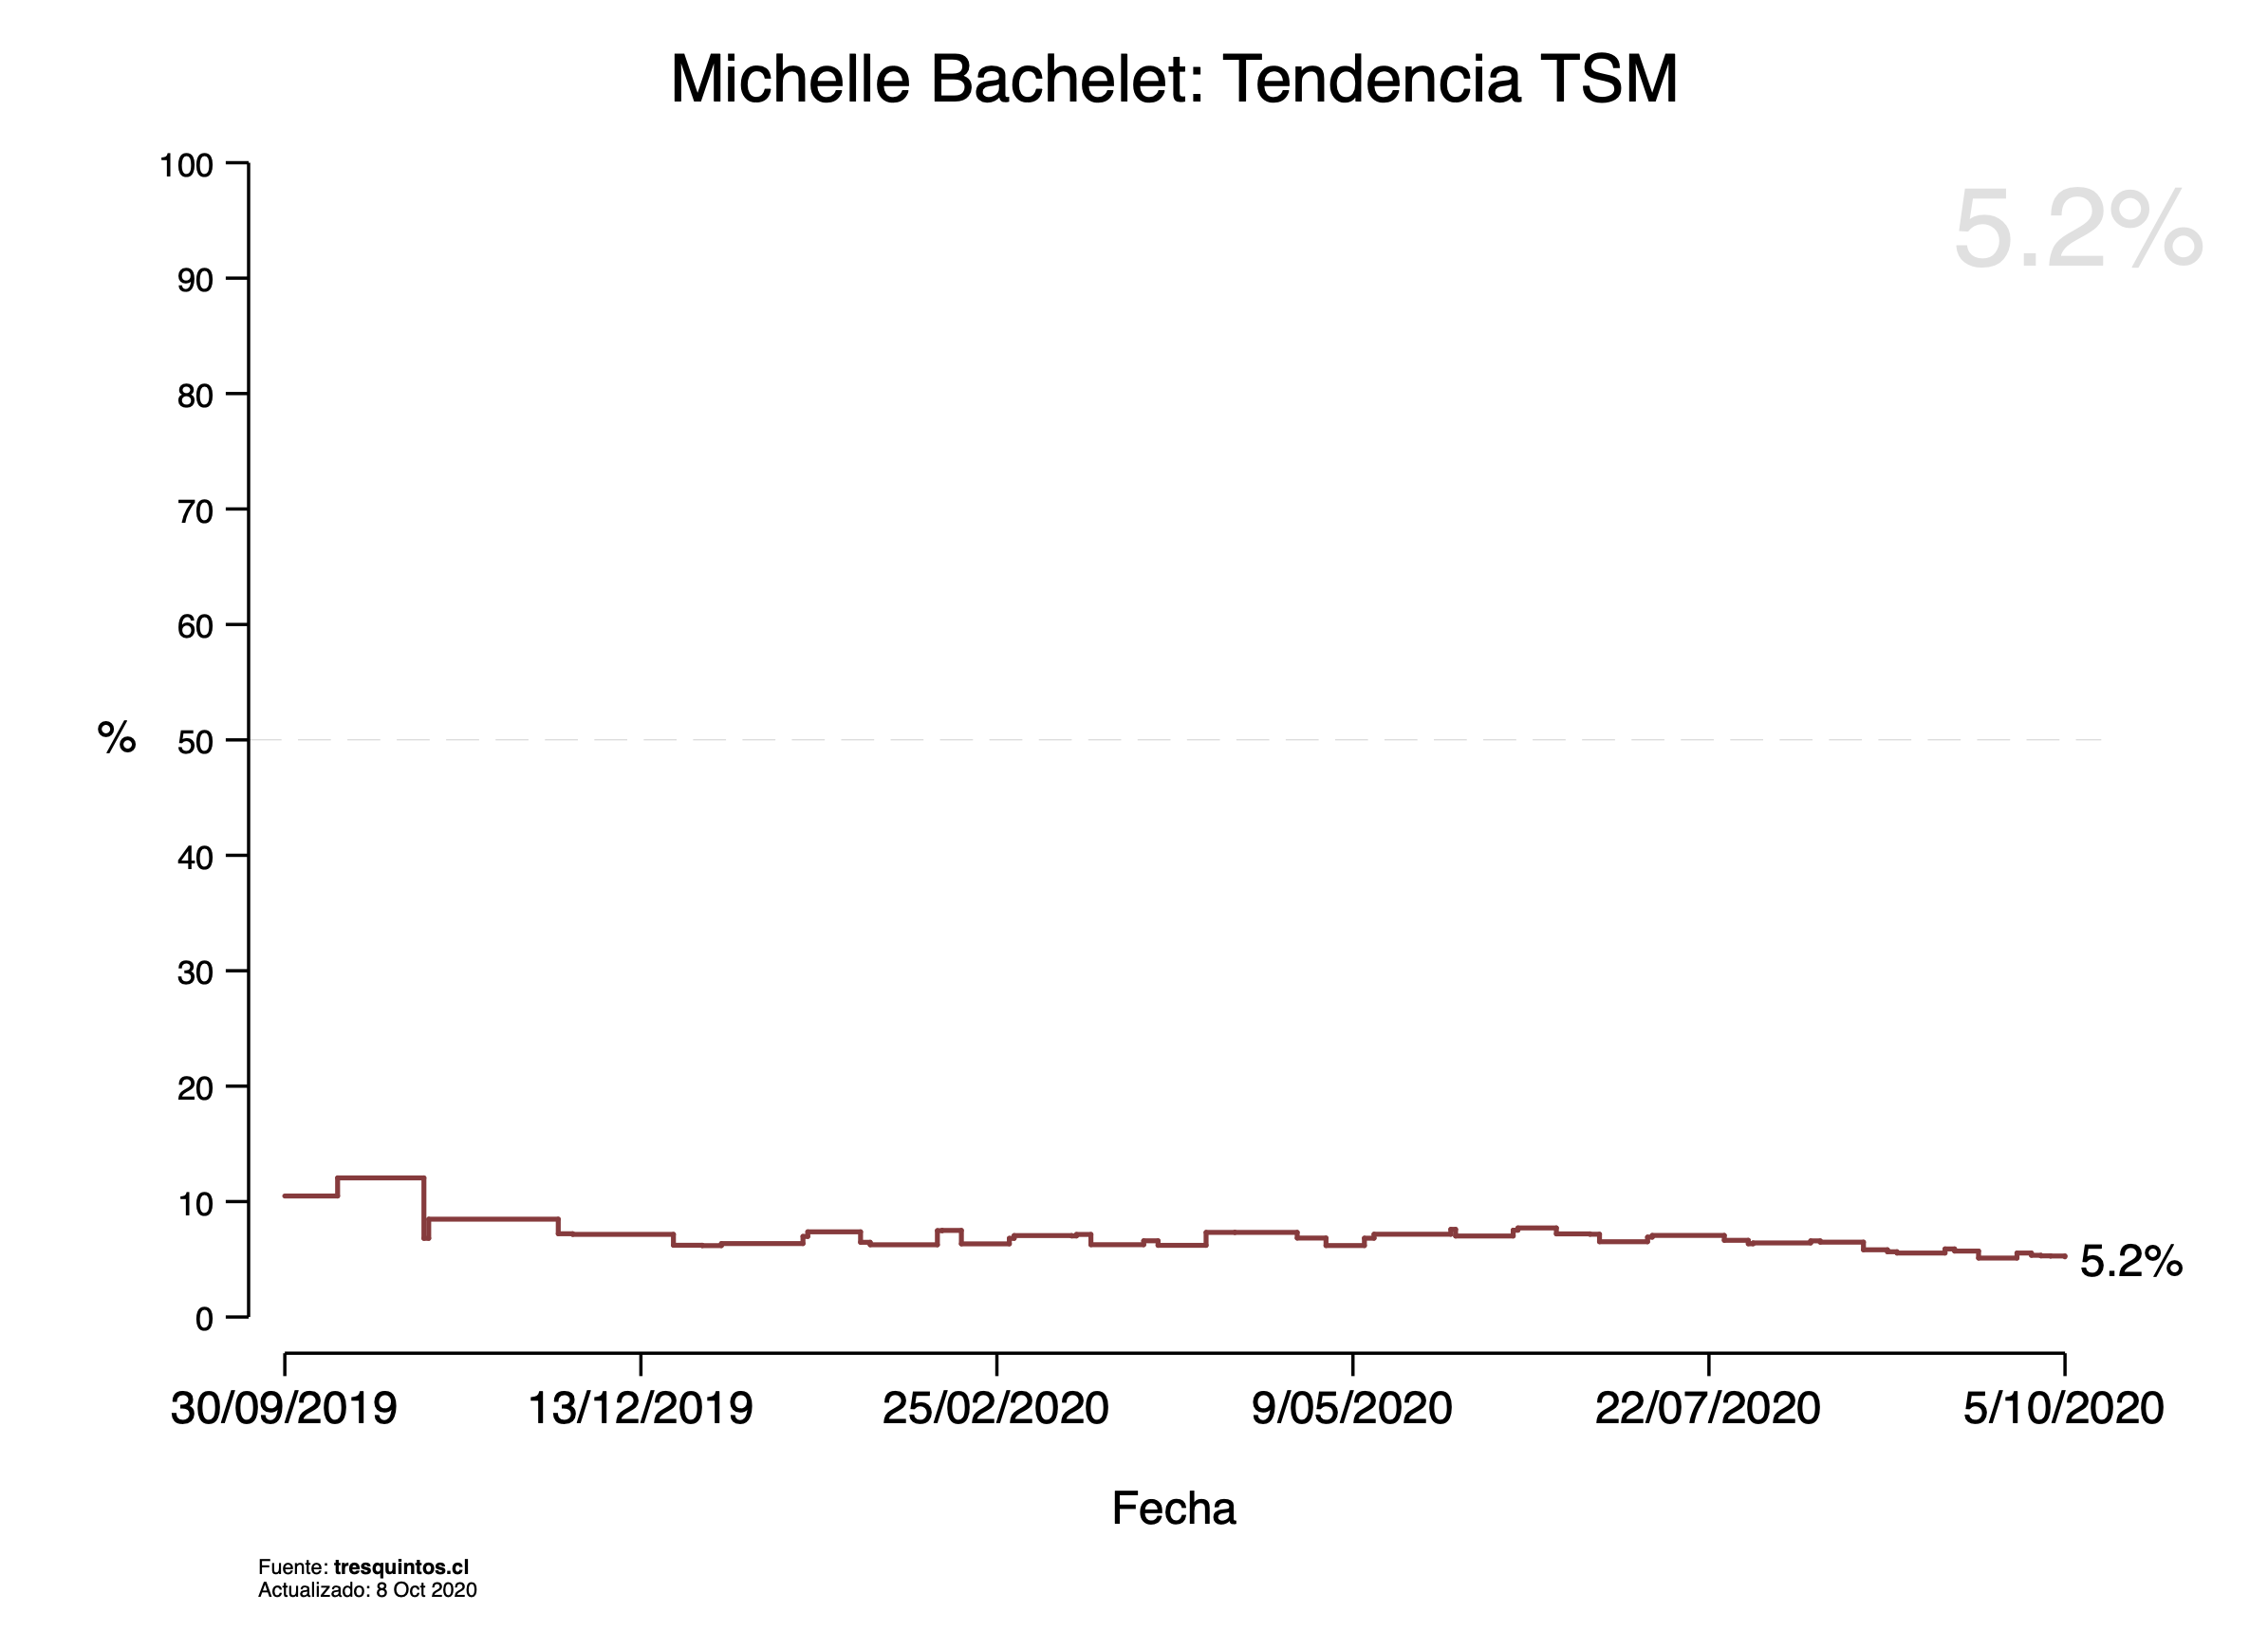 Michelle Bachelet: Tendencia TSM
5.2%
100
90
80
70
60
50
40
30
20
10
0
%
5.2%
30/09/2019 13/12/2019 25/02/2020 9/05/2020 22/07/2020 5/10/2020
Fecha
Fuente: tresquintos.cl
Actualizado: 8 Oct 2020